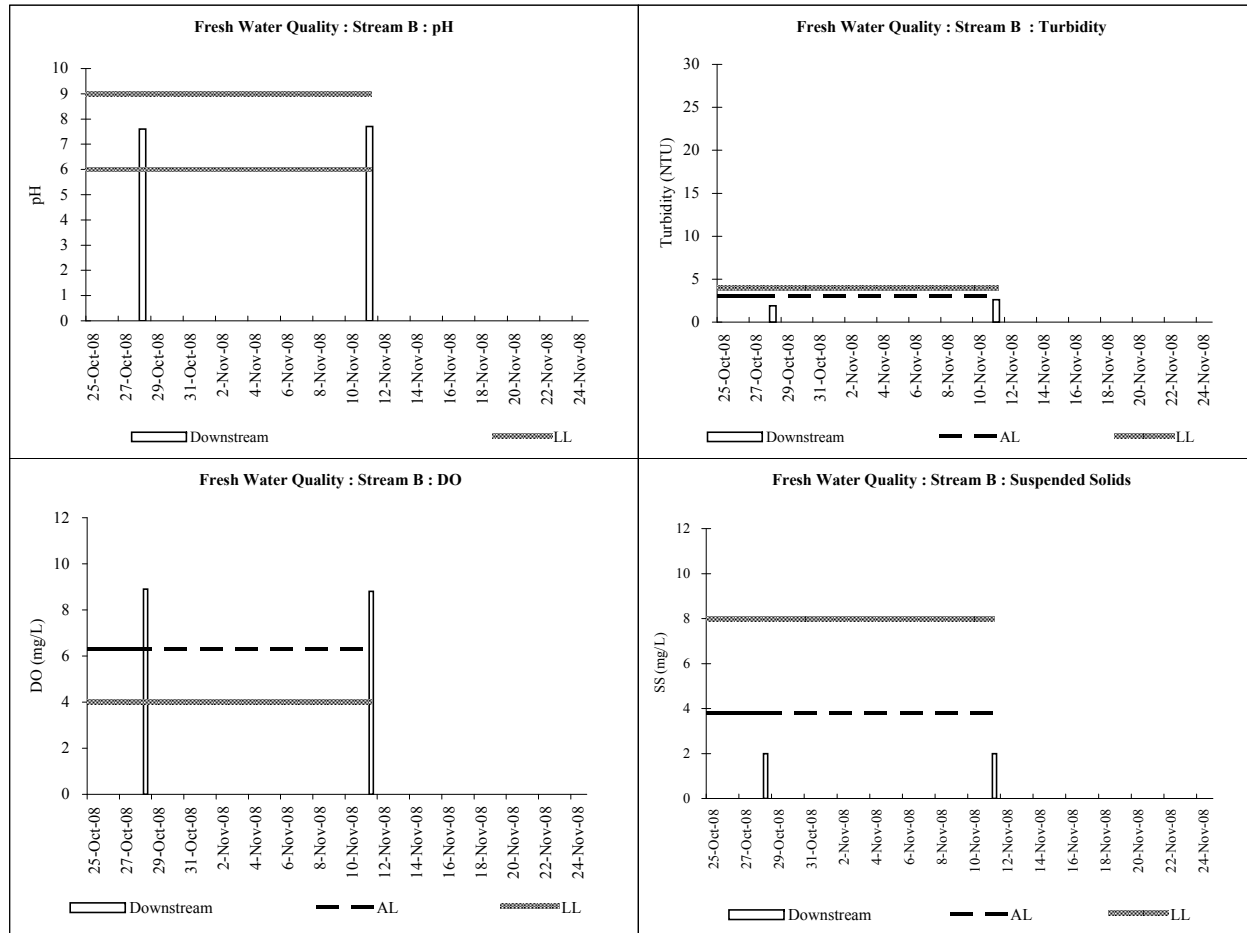 Fresh Water Quality : Stream B : pH
pH
10
9
8
7
6
5
4
3
2
1
0
25-Oct-08
27-Oct-08
29-Oct-08
31-Oct-08
2-Nov-08
4-Nov-08
6-Nov-08
8-Nov-08
10-Nov-08
12-Nov-08
14-Nov-08
16-Nov-08
18-Nov-08
20-Nov-08
22-Nov-08
24-Nov-08
Downstream LL
Fresh Water Quality : Stream B : Turbidity
Turbidity (NTU)
30
25
20
15
10
5
0
25-Oct-08
27-Oct-08
29-Oct-08
31-Oct-08
2-Nov-08
4-Nov-08
6-Nov-08
8-Nov-08
10-Nov-08
12-Nov-08
14-Nov-08
16-Nov-08
18-Nov-08
20-Nov-08
22-Nov-08
24-Nov-08
Downstream AL LL
Fresh Water Quality : Stream B : DO
DO (mg/L)
12
10
8
6
4
2
0
25-Oct-08
27-Oct-08
29-Oct-08
31-Oct-08
2-Nov-08
4-Nov-08
6-Nov-08
8-Nov-08
10-Nov-08
12-Nov-08
14-Nov-08
16-Nov-08
18-Nov-08
20-Nov-08
22-Nov-08
24-Nov-08
Downstream AL LL
Fresh Water Quality : Stream B : Suspended Solids
SS (mg/L)
12
10
8
6
4
2
0
25-Oct-08
27-Oct-08
29-Oct-08
31-Oct-08
2-Nov-08
4-Nov-08
6-Nov-08
8-Nov-08
10-Nov-08
12-Nov-08
14-Nov-08
16-Nov-08
18-Nov-08
20-Nov-08
22-Nov-08
24-Nov-08
Downstream AL LL